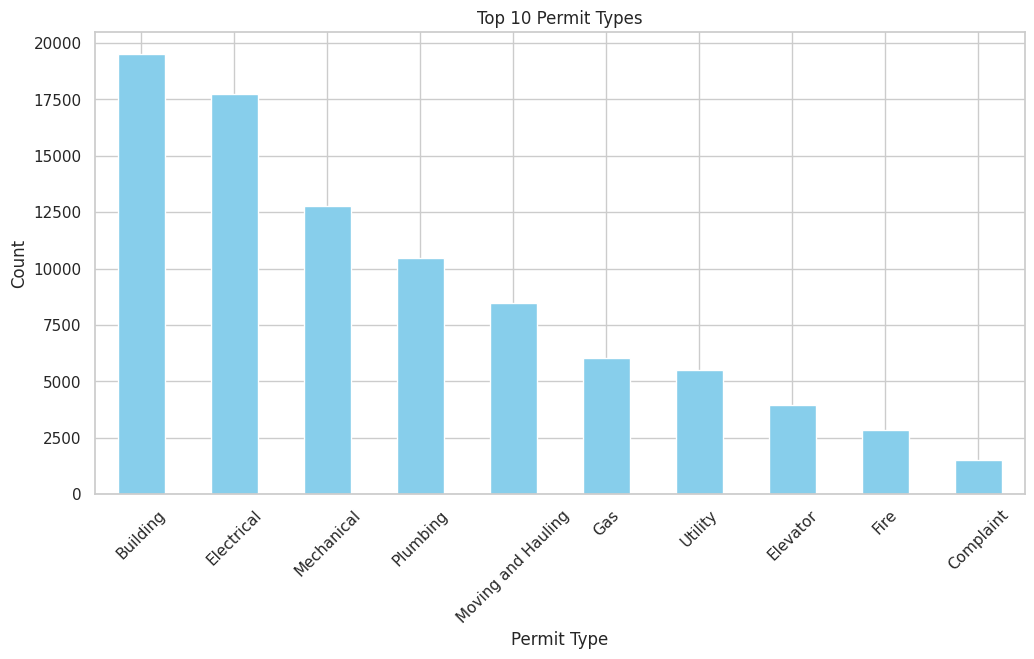 Top 10 Permit Types
20000
17500
15000
12500
10000
7500
5000
2500
0
Count
Building
Electrical
Mechanical
Plumbing
Moving and Hauling
Gas
Utility
Elevator
Fire
Complaint
Permit Type